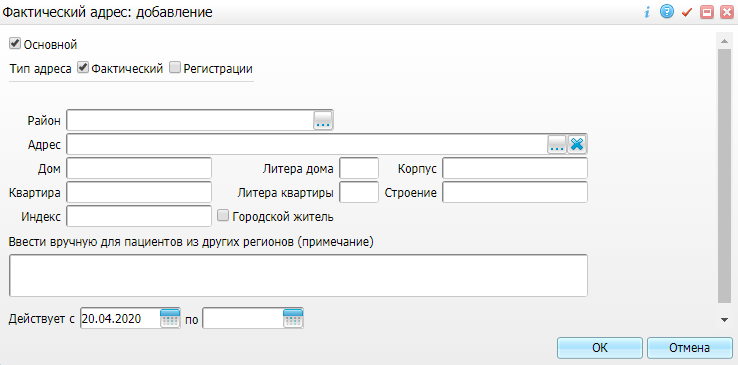 Фактический адрес: добавление
Основной
Тип адреса Фактический Регистрации
Район ...
Адрес ...
Дом Литера дома Корпус
Квартира Литера квартиры Строение
Индекс Городской житель
Ввести вручную для пациентов из других регионов (примечание)
Действует с 20.04.2020 по
ОК Отмена